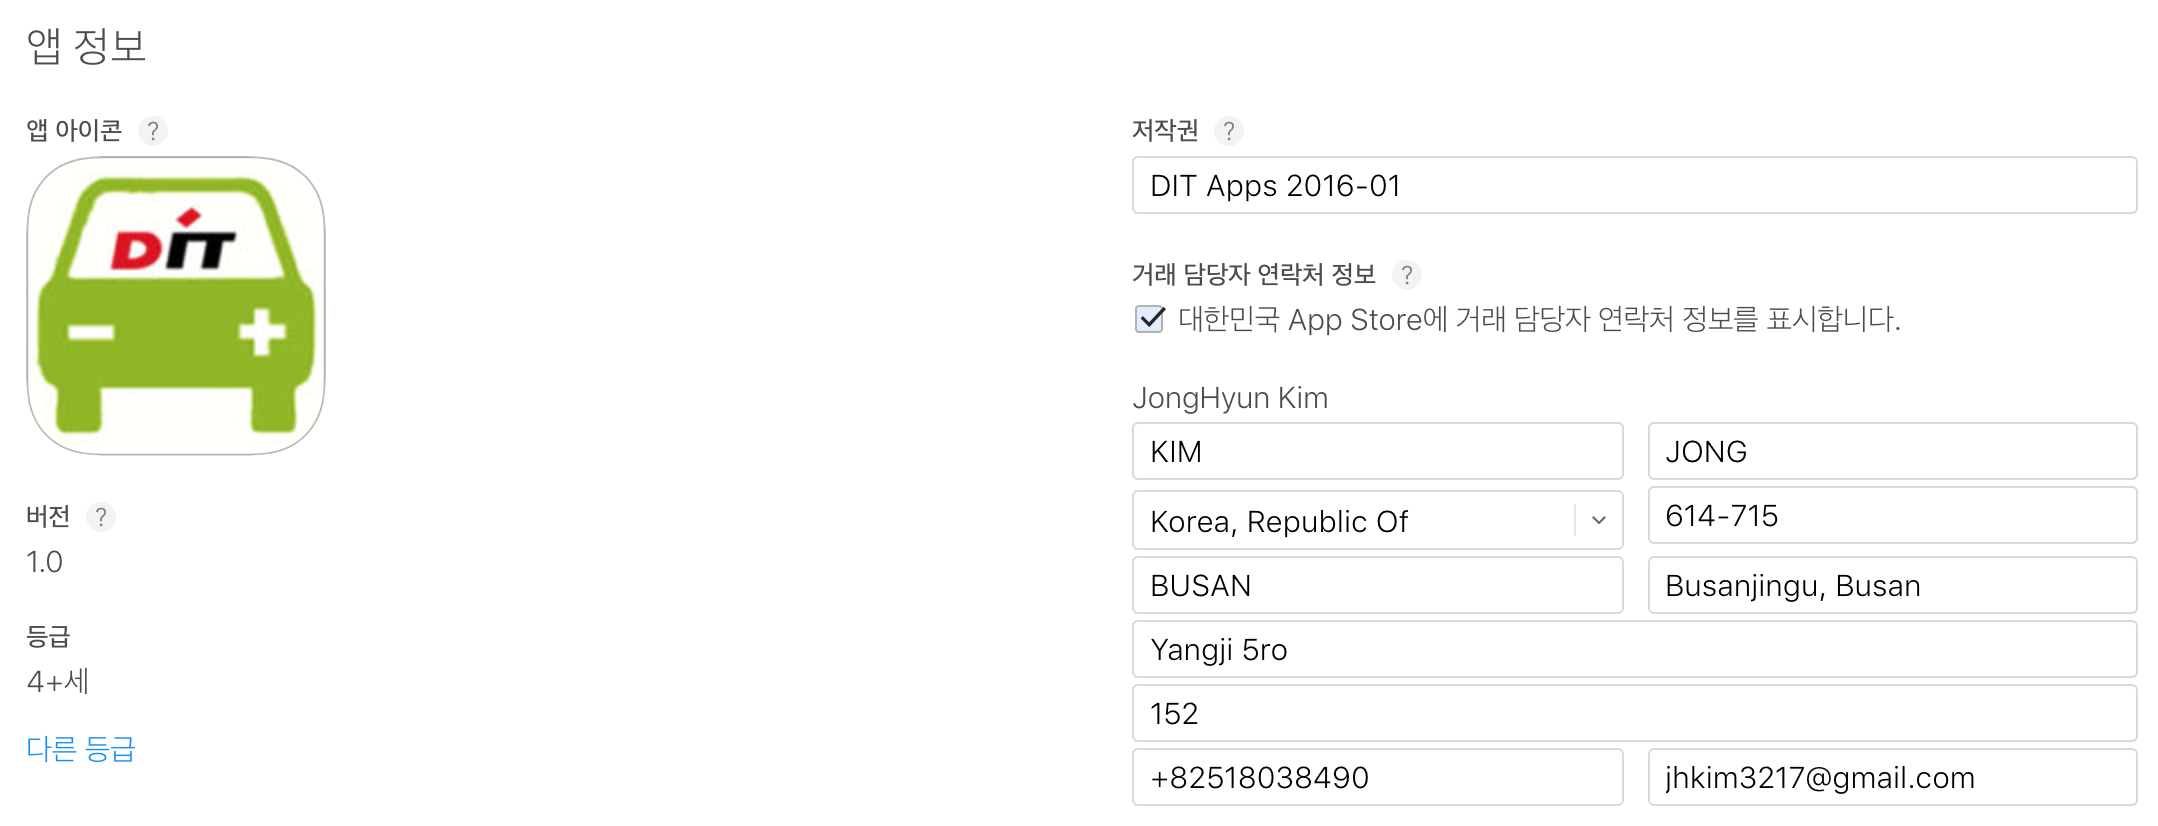 앱 정보
앱 아이콘 ?
DIT
버전 ?
1.0
등급
4+세
다른 등급
저작권 ?
DIT Apps 2016-01
거래 담당자 연락처 정보 ?
대한민국 App Store에 거래 담당자 연락처 정보를 표시합니다.
JongHyun Kim
KIM JONG
Korea, Republic Of 614-715
BUSAN Busanjingu, Busan
Yangji 5ro
152
+82518038490 jhkim3217@gmail.com